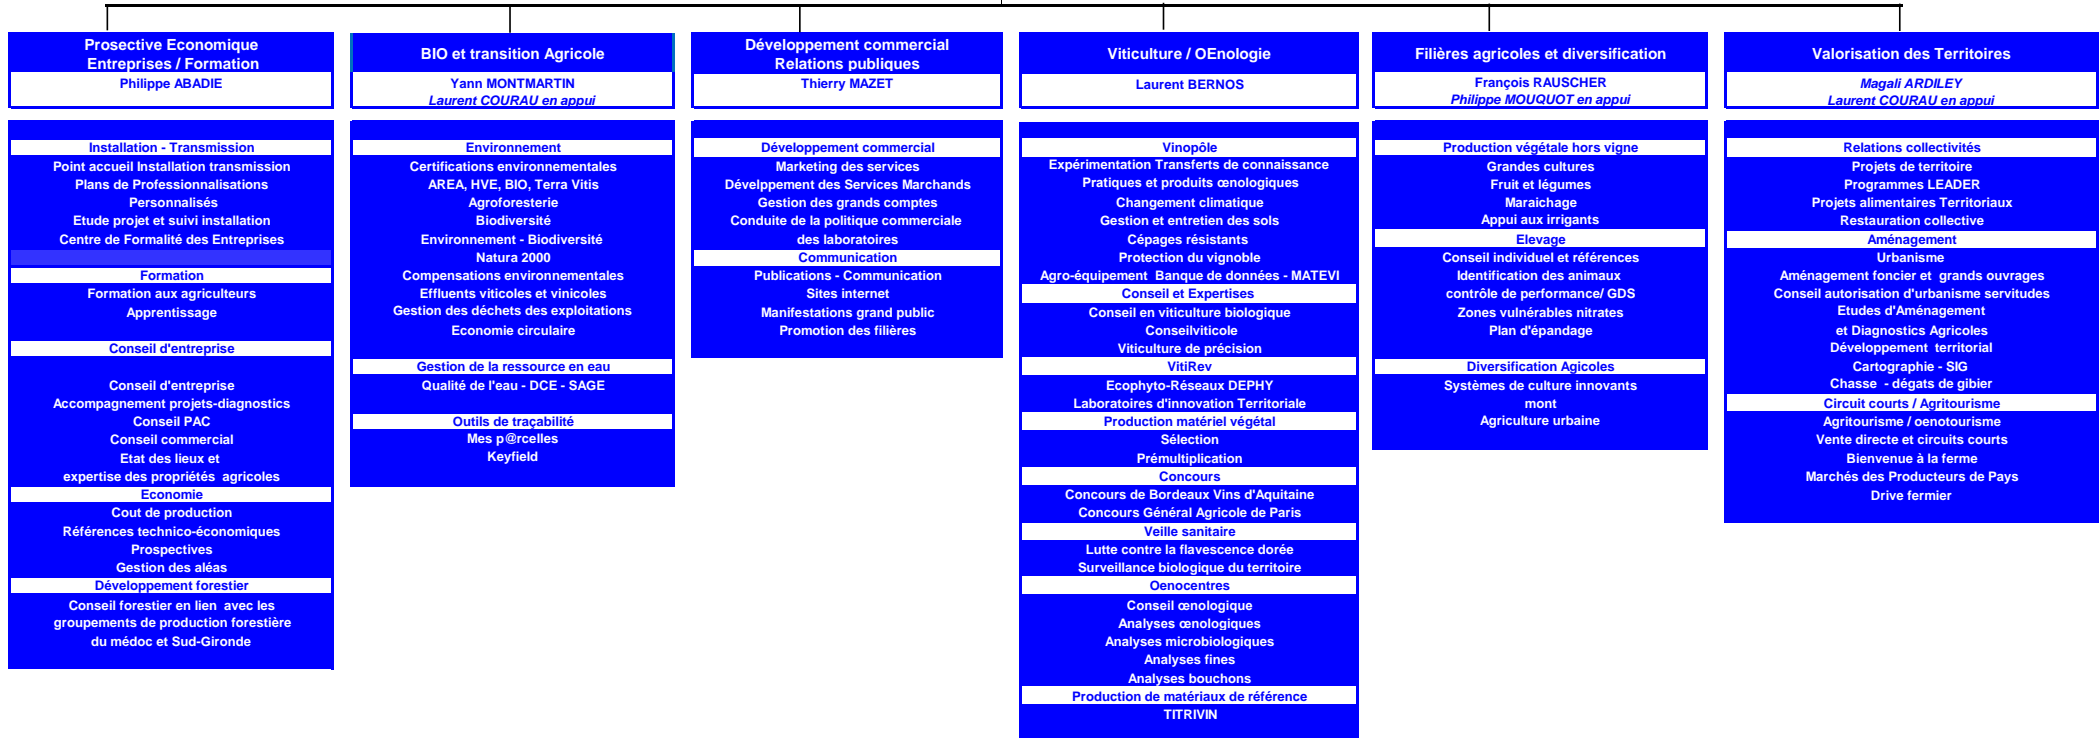 Prosective Economique
Entreprises / Formation
Philippe ABADIE
Installation - Transmission
Point accueil Installation transmission
Plans de Professionnalisations
Personnalisés
Etude projet et suivi installation
Centre de Formalité des Entreprises
Formation
Formation aux agriculteurs
Apprentissage
Conseil d'entreprise
Conseil d'entreprise
Accompagnement projets-diagnostics
Conseil PAC
Conseil commercial
Etat des lieux et
expertise des propriétés agricoles
Economie
Cout de production
Références technico-économiques
Prospectives
Gestion des aléas
Développement forestier
Conseil forestier en lien avec les
groupements de production forestière
du médoc et Sud-Gironde
BIO et transition Agricole
Yann MONTMARTIN
Laurent COURAU en appui
Environnement
Certifications environnementales
AREA, HVE, BIO, Terra Vitis
Agroforesterie
Biodiversité
Environnement - Biodiversité
Natura 2000
Compensations environnementales
Effluents viticoles et vinicoles
Gestion des déchets des exploitations
Economie circulaire
Gestion de la ressource en eau
Qualité de l'eau - DCE - SAGE
Outils de traçabilité
Mes p@rcelles
Keyfield
Développement commercial
Relations publiques
Thierry MAZET
Développement commercial
Marketing des services
Dévelppement des Services Marchands
Gestion des grands comptes
Conduite de la politique commerciale
des laboratoires
Communication
Publications - Communication
Sites internet
Manifestations grand public
Promotion des filières
Viticulture / OEnologie
Laurent BERNOS
Vinopôle
Expérimentation Transferts de connaissance
Pratiques et produits œnologiques
Changement climatique
Gestion et entretien des sols
Cépages résistants
Protection du vignoble
Agro-équipement Banque de données - MATEVI
Conseil et Expertises
Conseil en viticulture biologique
Conseilviticole
Viticulture de précision
VitiRev
Ecophyto-Réseaux DEPHY
Laboratoires d'innovation Territoriale
Production matériel végétal
Sélection
Prémultiplication
Concours
Concours de Bordeaux Vins d'Aquitaine
Concours Général Agricole de Paris
Veille sanitaire
Lutte contre la flavescence dorée
Surveillance biologique du territoire
Oenocentres
Conseil œnologique
Analyses œnologiques
Analyses microbiologiques
Analyses fines
Analyses bouchons
Production de matériaux de référence
TITRIVIN
Filières agricoles et diversification
François RAUSCHER
Philippe MOUQUOT en appui
Production végétale hors vigne
Grandes cultures
Fruit et légumes
Maraichage
Appui aux irrigants
Elevage
Conseil individuel et références
Identification des animaux
contrôle de performance/ GDS
Zones vulnérables nitrates
Plan d'épandage
Diversification Agicoles
Systèmes de culture innovants
mont
Agriculture urbaine
Valorisation des Territoires
Magali ARDILEY
Laurent COURAU en appui
Relations collectivités
Projets de territoire
Programmes LEADER
Projets alimentaires Territoriaux
Restauration collective
Aménagement
Urbanisme
Aménagement foncier et grands ouvrages
Conseil autorisation d'urbanisme servitudes
Etudes d'Aménagement
et Diagnostics Agricoles
Développement territorial
Cartographie - SIG
Chasse - dégats de gibier
Circuit courts / Agritourisme
Agritourisme / oenotourisme
Vente directe et circuits courts
Bienvenue à la ferme
Marchés des Producteurs de Pays
Drive fermier